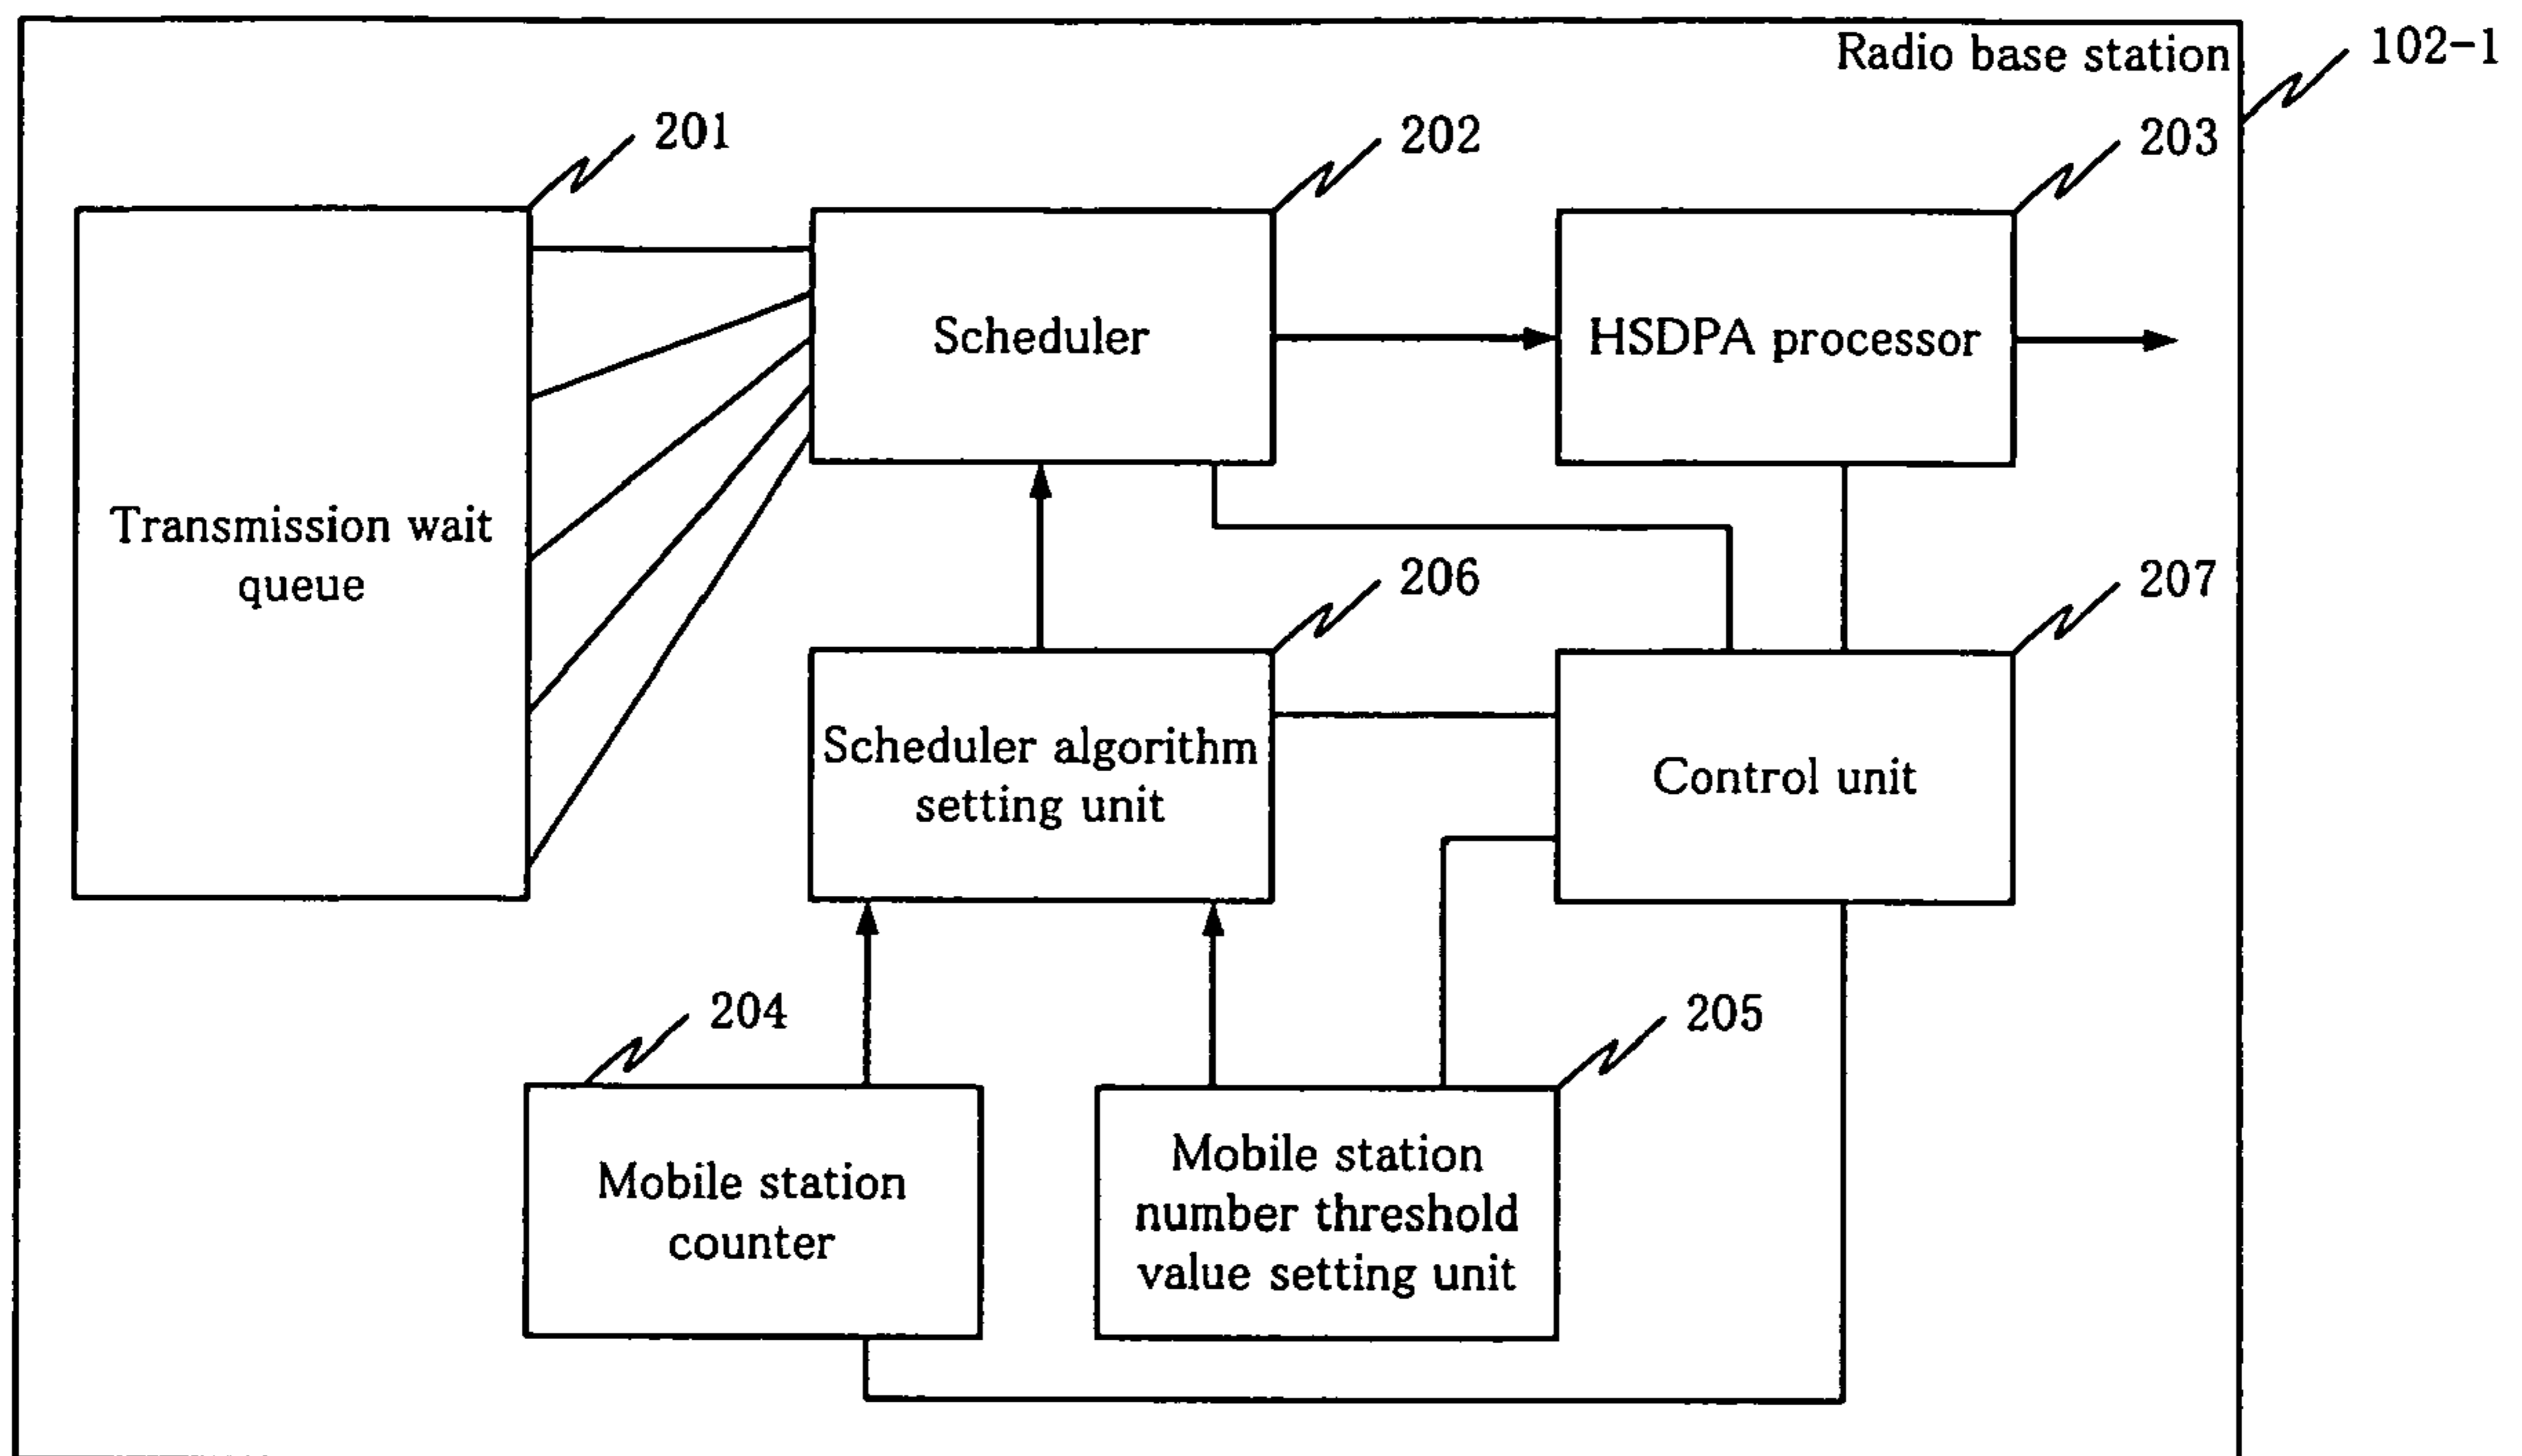 Radio base station
102-1
201
202
203
Transmission wait
queue
Scheduler
HSDPA processor
206
207
Scheduler algorithm
setting unit
Control unit
204
205
Mobile station
counter
Mobile station
number threshold
value setting unit